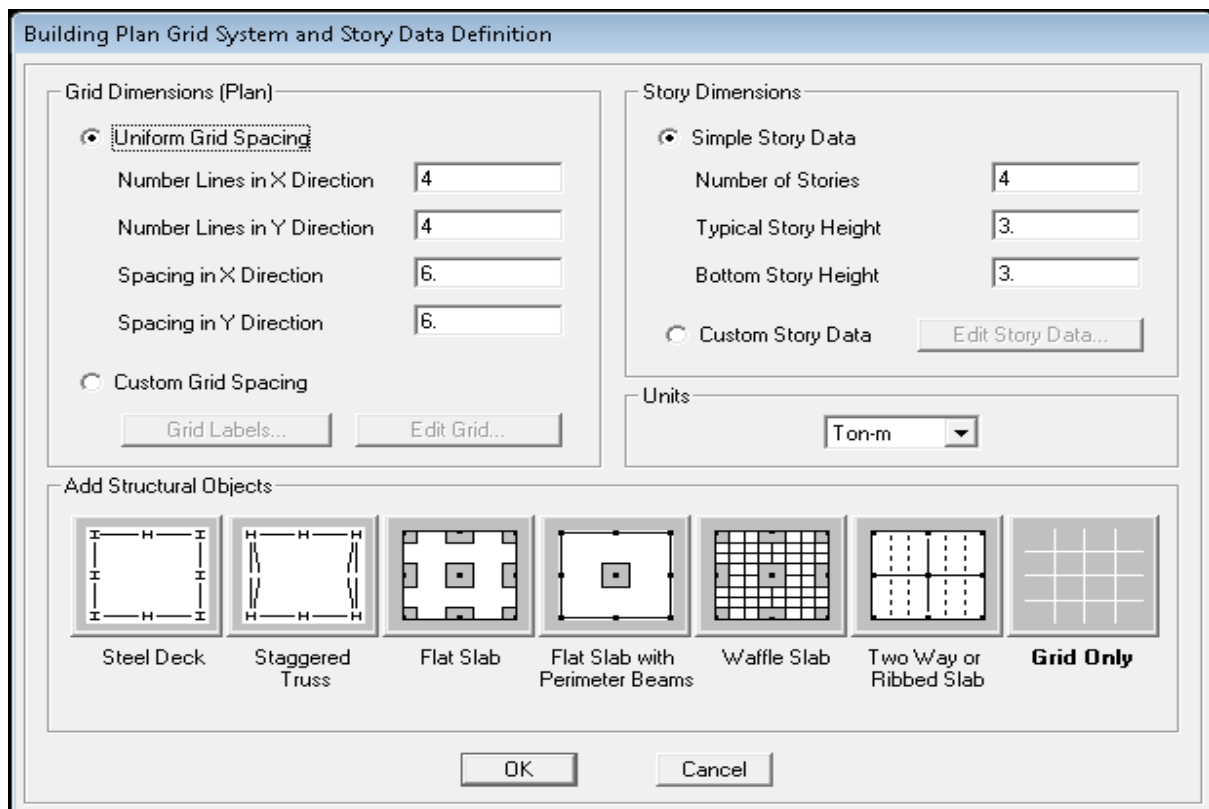 Building Plan Grid System and Story Data Definition
Grid Dimensions (Plan)
Uniform Grid Spacing
Number Lines in X Direction 4
Number Lines in Y Direction 4
Spacing in X Direction 6.
Spacing in Y Direction 6.
Custom Grid Spacing
Grid Labels... Edit Grid...
Story Dimensions
Simple Story Data
Number of Stories 4
Typical Story Height 3.
Bottom Story Height 3.
Custom Story Data Edit Story Data...
Units
Ton-m
Add Structural Objects
Steel Deck
Staggered
Truss
Flat Slab
Flat Slab with
Perimeter Beams
Waffle Slab
Two Way or
Ribbed Slab
Grid Only
OK Cancel